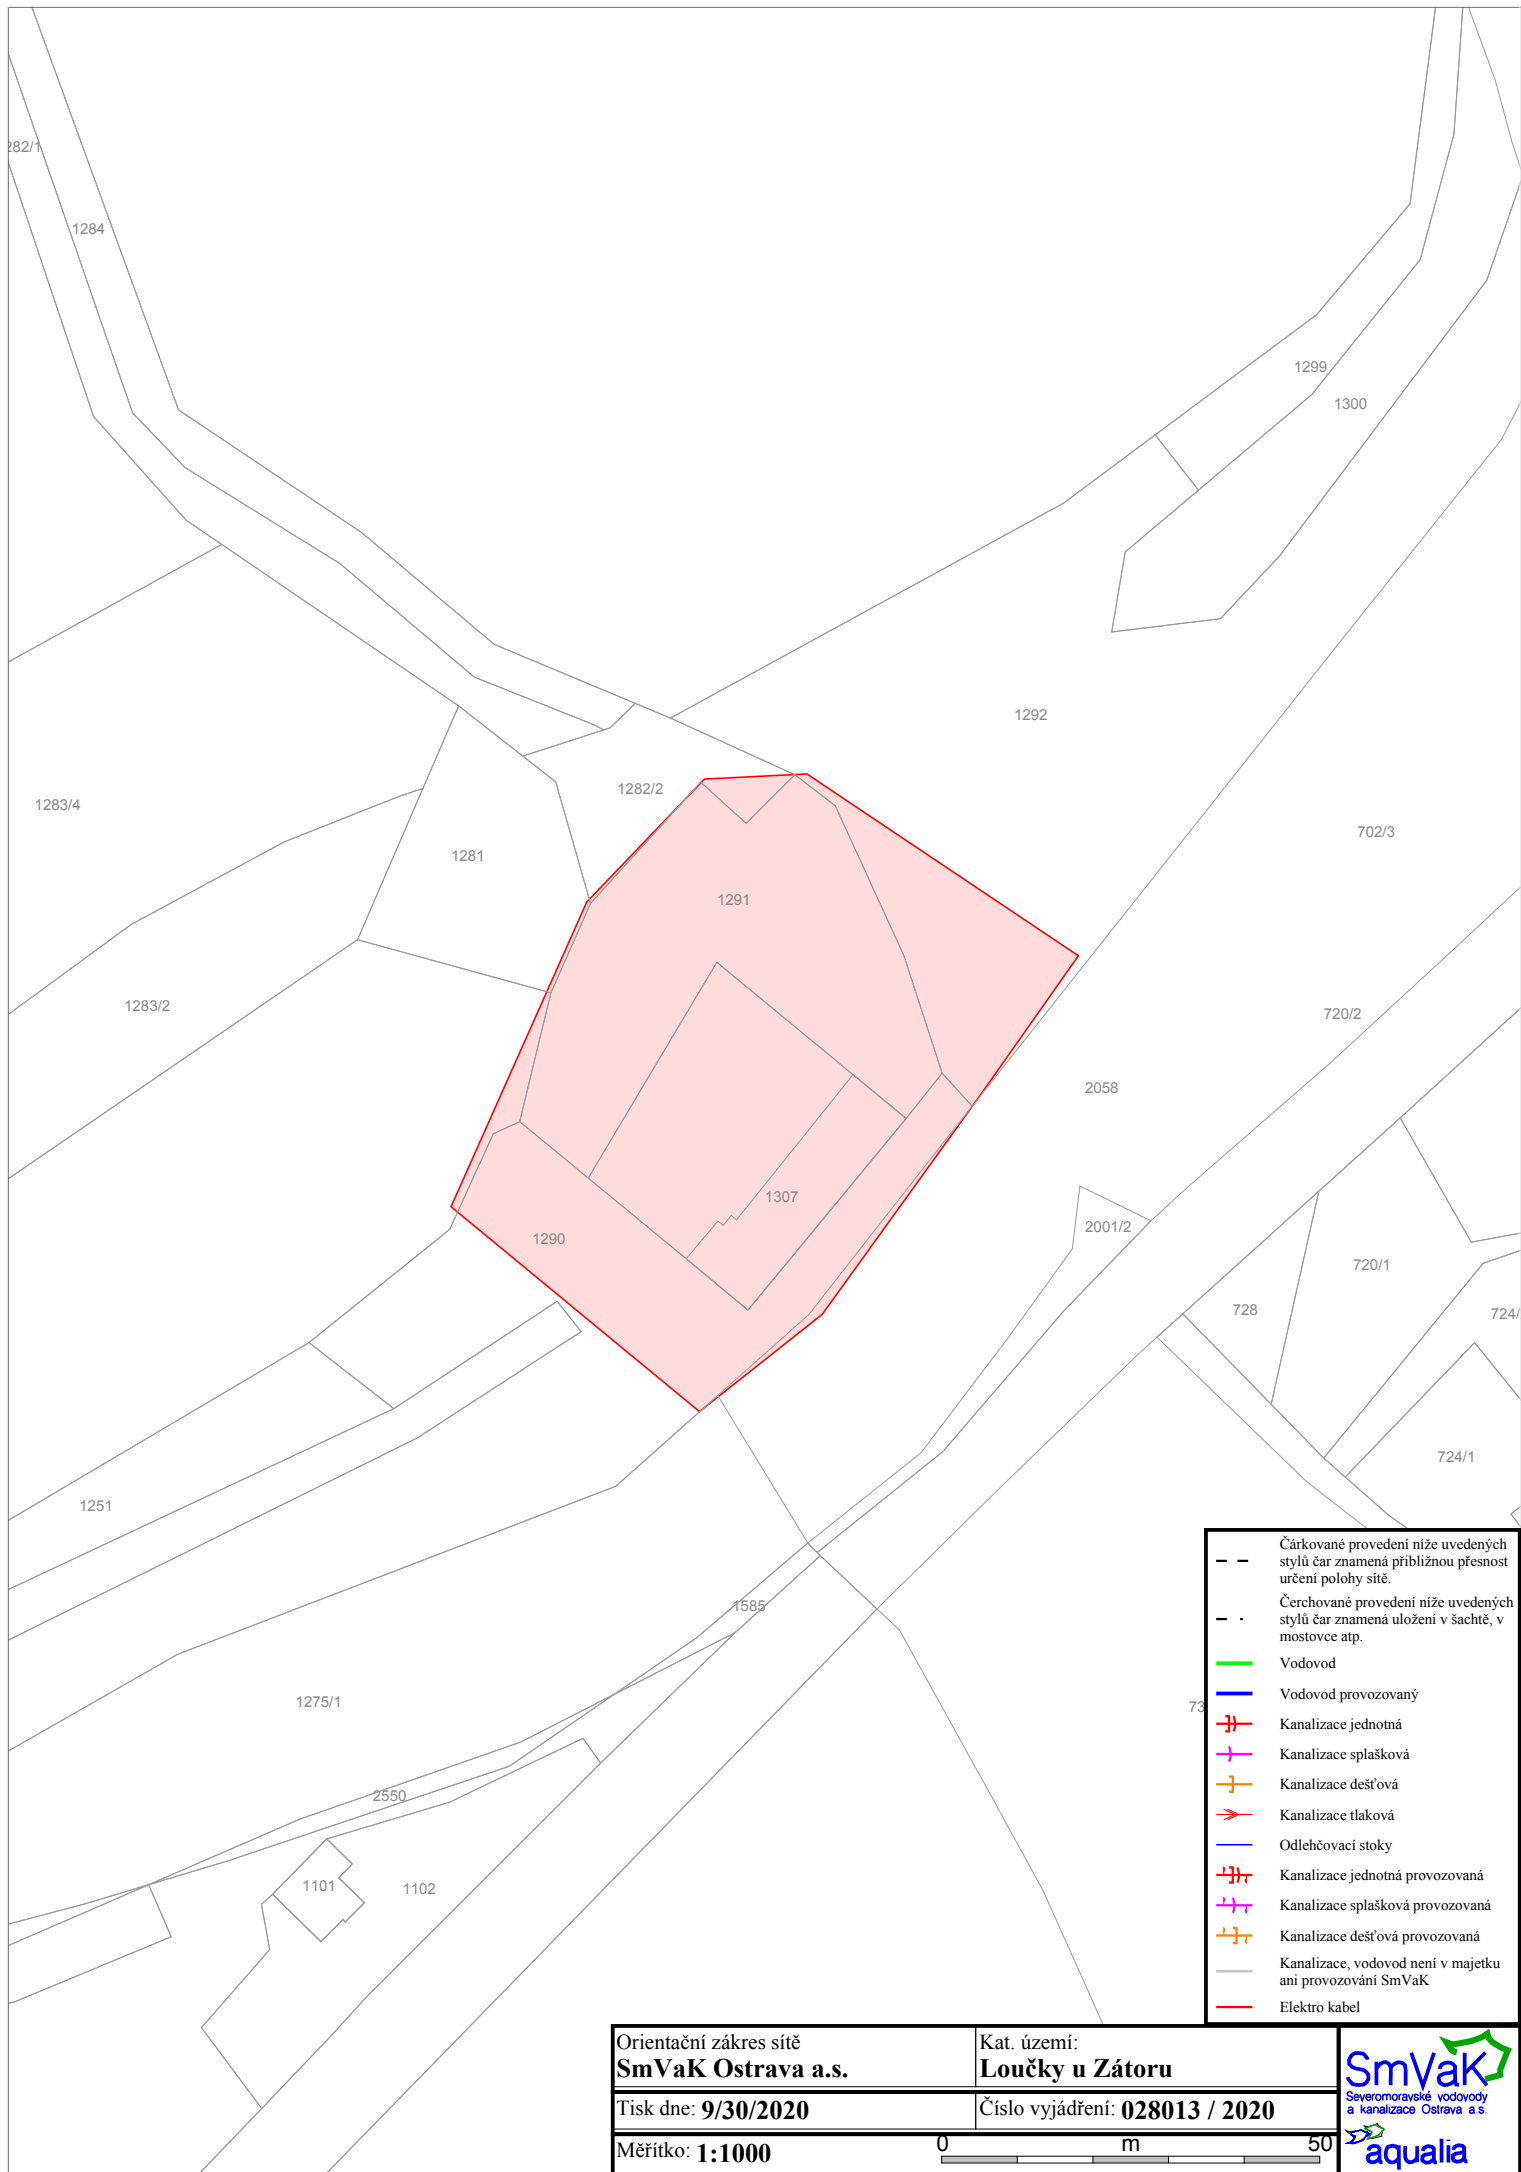 282/1
1284
1299
1300
1292
1282/2
1283/4
702/3
1281
1291
1283/2
720/2
2058
1307
2001/2
1290
720/1
728
724/
724/1
1251
1585
1275/1
73
2550
1101
1102
Čárkované provedení níže uvedených
stylů čar znamená přibližnou přesnost
určení polohy sítě.
Čerchované provedení níže uvedených
stylů čar znamená uložení v šachtě, v
mostovce atp.
Vodovod
Vodovod provozovaný
Kanalizace jednotná
Kanalizace splašková
Kanalizace dešťová
Kanalizace tlaková
Odlehčovací stoky
Kanalizace jednotná provozovaná
Kanalizace splašková provozovaná
Kanalizace dešťová provozovaná
Kanalizace, vodovod není v majetku
ani provozování SmVaK
Elektro kabel
Orientační zákres sítě
SmVaK Ostrava a.s.
Kat. území:
Loučky u Zátoru
Tisk dne: 9/30/2020
Číslo vyjádření: 028013 / 2020
Měřítko: 1:1000
0 m 50
SmVaK
Severomoravské vodovody
a kanalizace Ostrava a.s.
aqualia